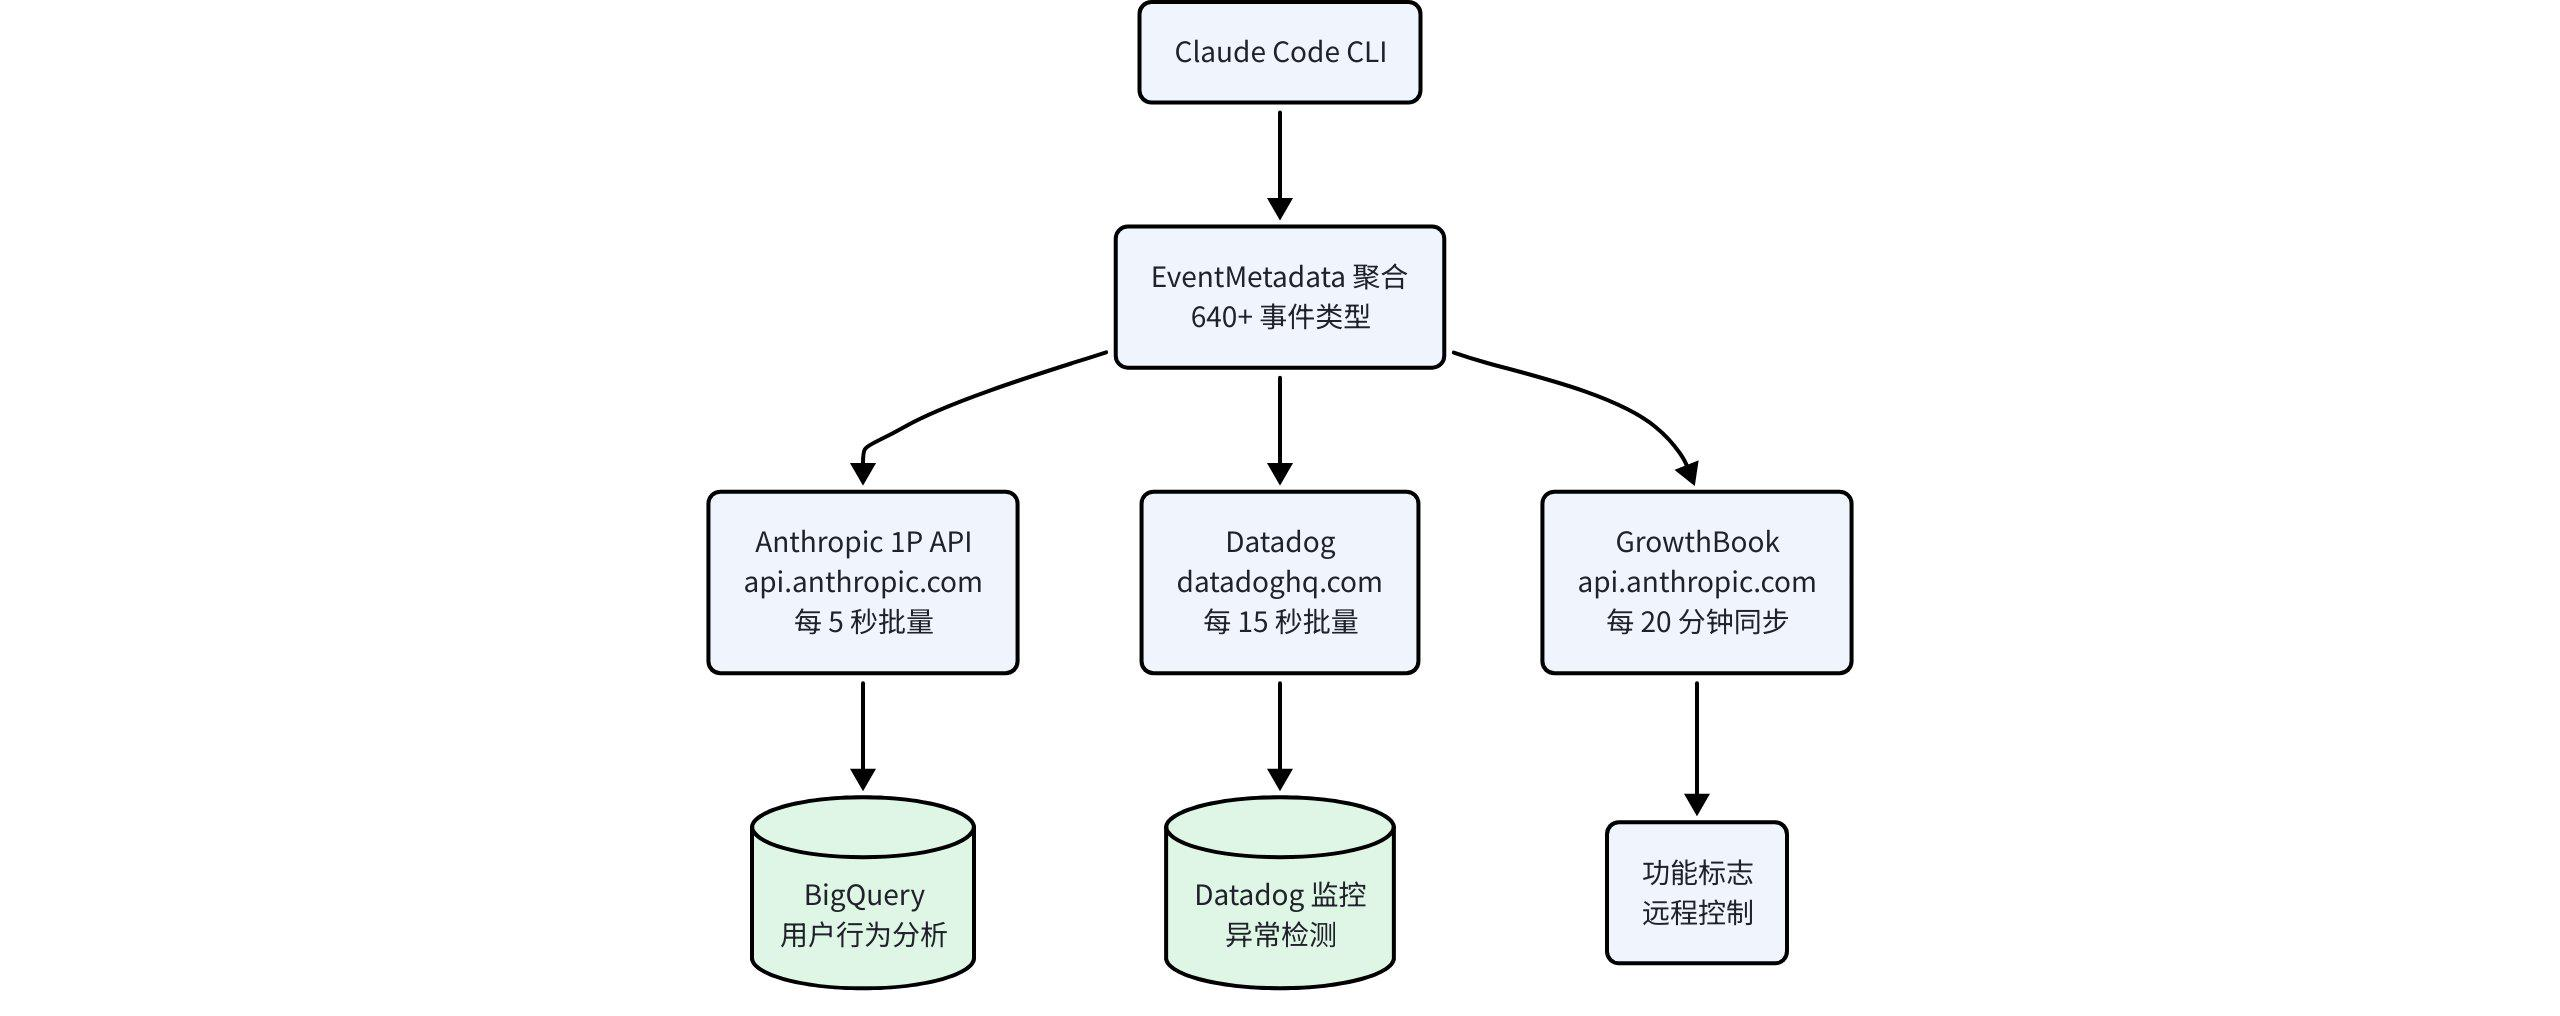 Claude Code CLI
EventMetadata 聚合
640+ 事件类型
Anthropic 1P API
api.anthropic.com
每 5 秒批量
Datadog
datadoghq.com
每 15 秒批量
GrowthBook
api.anthropic.com
每 20 分钟同步
BigQuery
用户行为分析
Datadog 监控
异常检测
功能标志
远程控制